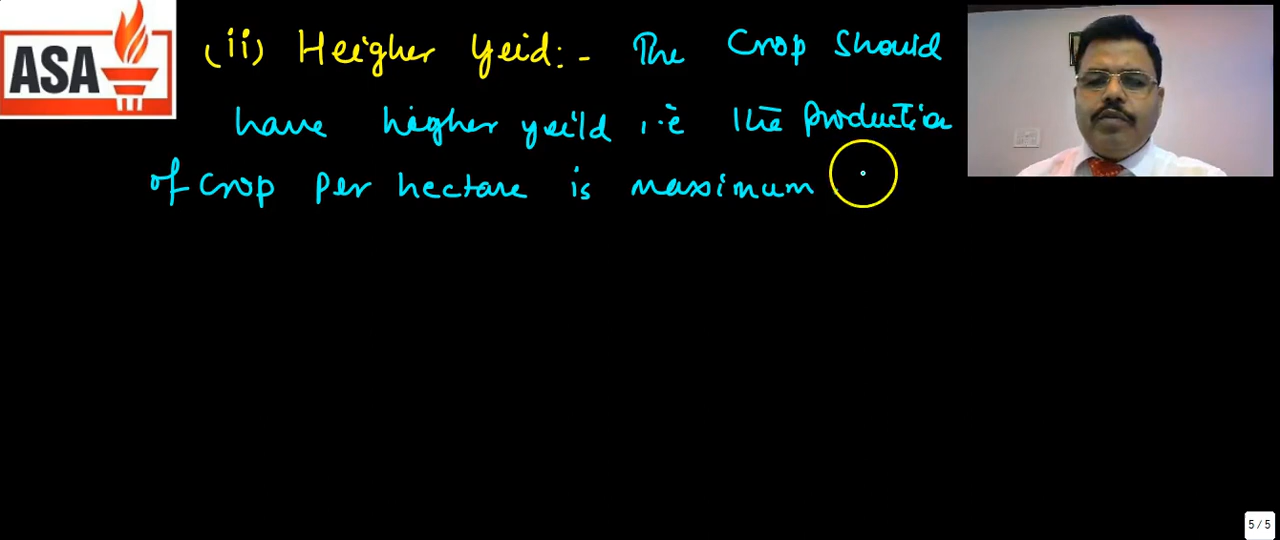 ASA
(ii) Heigher Yeid:- The Crop Should
have heigher yeild i.e the Production
of Crop Per hectare is maximum.
5/5